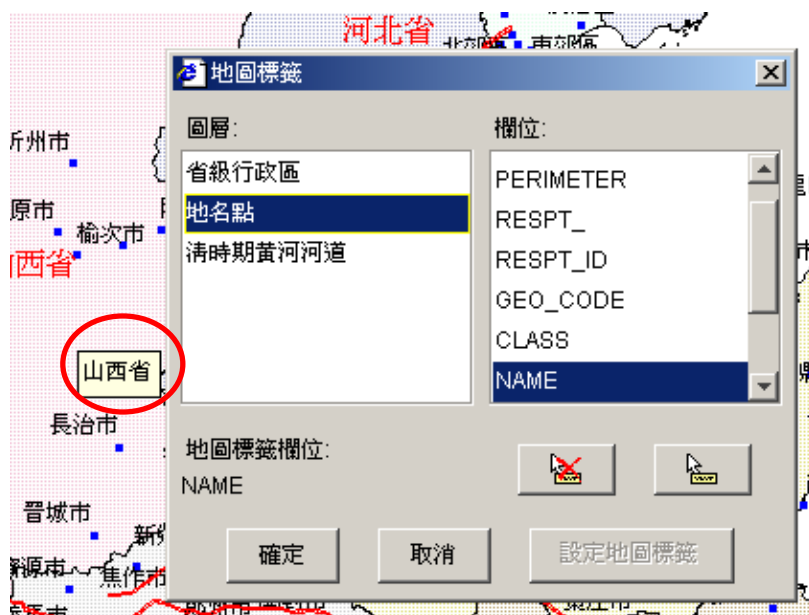 河北省
東郊區
地圖標籤
圖層:
欄位:
忻州市
省級行政區
PERIMETER
地名點
RESPT_
榆次市
清時期黃河河道
RESPT_ID
西省
GEO_CODE
CLASS
山西省
NAME
長治市
地圖標籤欄位:
NAME
晉城市
確定
取消
設定地圖標籤
焦作市